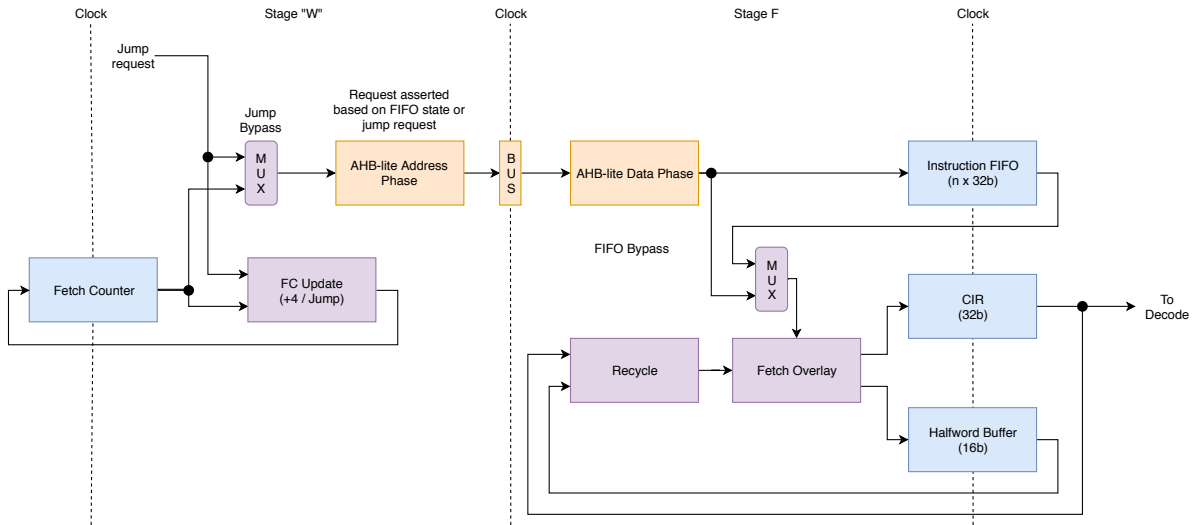 Clock
Stage "W"
Clock
Stage F
Clock
Jump
request
Jump
Bypass
Request asserted
based on FIFO state or
jump request
M
U
X
AHB-lite Address
Phase
B
U
S
AHB-lite Data Phase
Instruction FIFO
(n x 32b)
FIFO Bypass
M
U
X
Fetch Counter
FC Update
(+4 / Jump)
CIR
(32b)
To
Decode
Recycle
Fetch Overlay
Halfword Buffer
(16b)